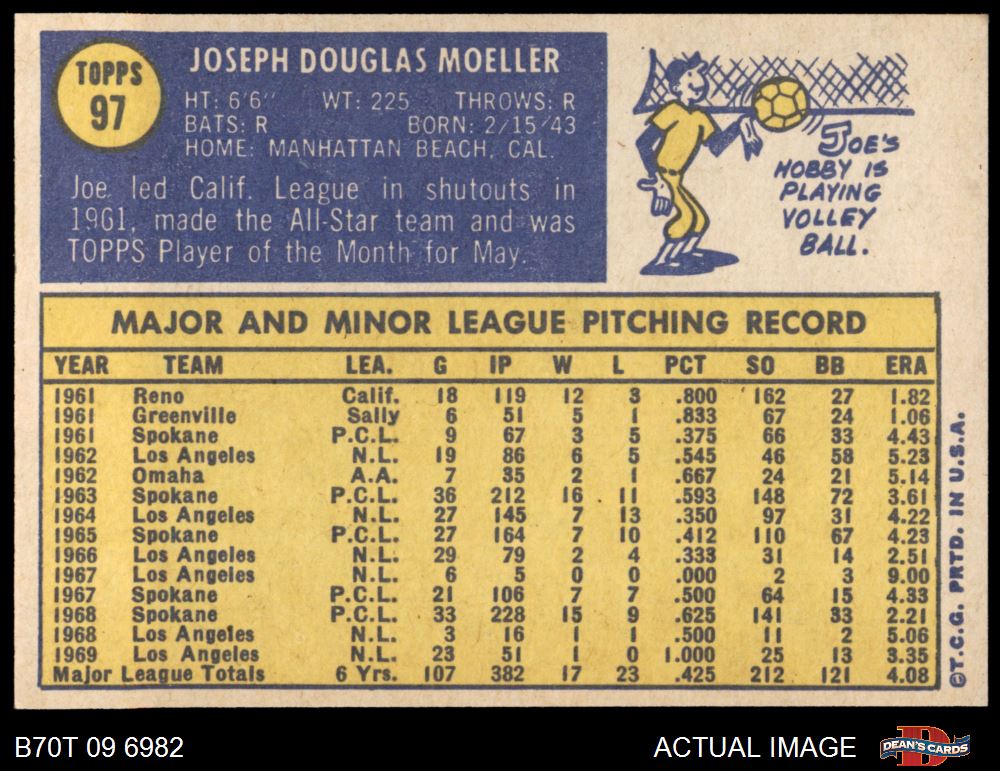 TOPPS
97
JOSEPH DOUGLAS MOELLER
HT: 6'6" WT: 225 THROWS: R
BATS: R BORN: 2/15/43
HOME: MANHATTAN BEACH, CAL.
Joe led Calif. League in shutouts in
1961, made the All-Star team and was
TOPPS Player of the Month for May.
JOE'S
HOBBY IS
PLAYING
VOLLEY
BALL.
MAJOR AND MINOR LEAGUE PITCHING RECORD
YEAR TEAM LEA. G IP W L PCT SO BB ERA
1961 Reno Calif. 18 119 12 3 .800 162 27 1.82
1961 Greenville Sally 6 51 5 1 .833 67 24 1.06
1961 Spokane P.C.L. 9 67 3 5 .375 66 33 4.43
1962 Los Angeles N.L. 19 86 6 5 .545 46 58 5.23
1962 Omaha A.A. 7 35 2 1 .667 24 21 5.14
1963 Spokane P.C.L. 36 212 16 11 .593 148 72 3.61
1964 Los Angeles N.L. 27 145 7 13 .350 97 31 4.22
1965 Spokane P.C.L. 27 164 7 10 .412 110 67 4.23
1966 Los Angeles N.L. 29 79 2 4 .333 31 14 2.51
1967 Los Angeles N.L. 6 5 0 0 .000 2 3 9.00
1967 Spokane P.C.L. 21 106 7 7 .500 64 15 4.33
1968 Spokane P.C.L. 33 228 15 9 .625 141 33 2.21
1968 Los Angeles N.L. 3 16 1 1 .500 11 2 5.06
1969 Los Angeles N.L. 23 51 1 0 1.000 25 13 3.35
Major League Totals 6 Yrs. 107 382 17 23 .425 212 121 4.08
©T.C.G. PRTD. IN U.S.A.
B70T 09 6982
ACTUAL IMAGE
DEAN'S CARDS